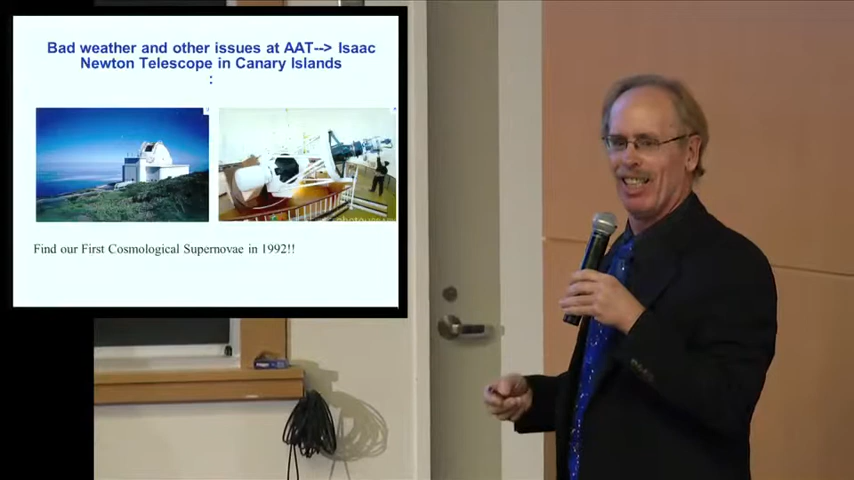 Bad weather and other issues at AAT--> Isaac
Newton Telescope in Canary Islands
:
Find our First Cosmological Supernovae in 1992!!